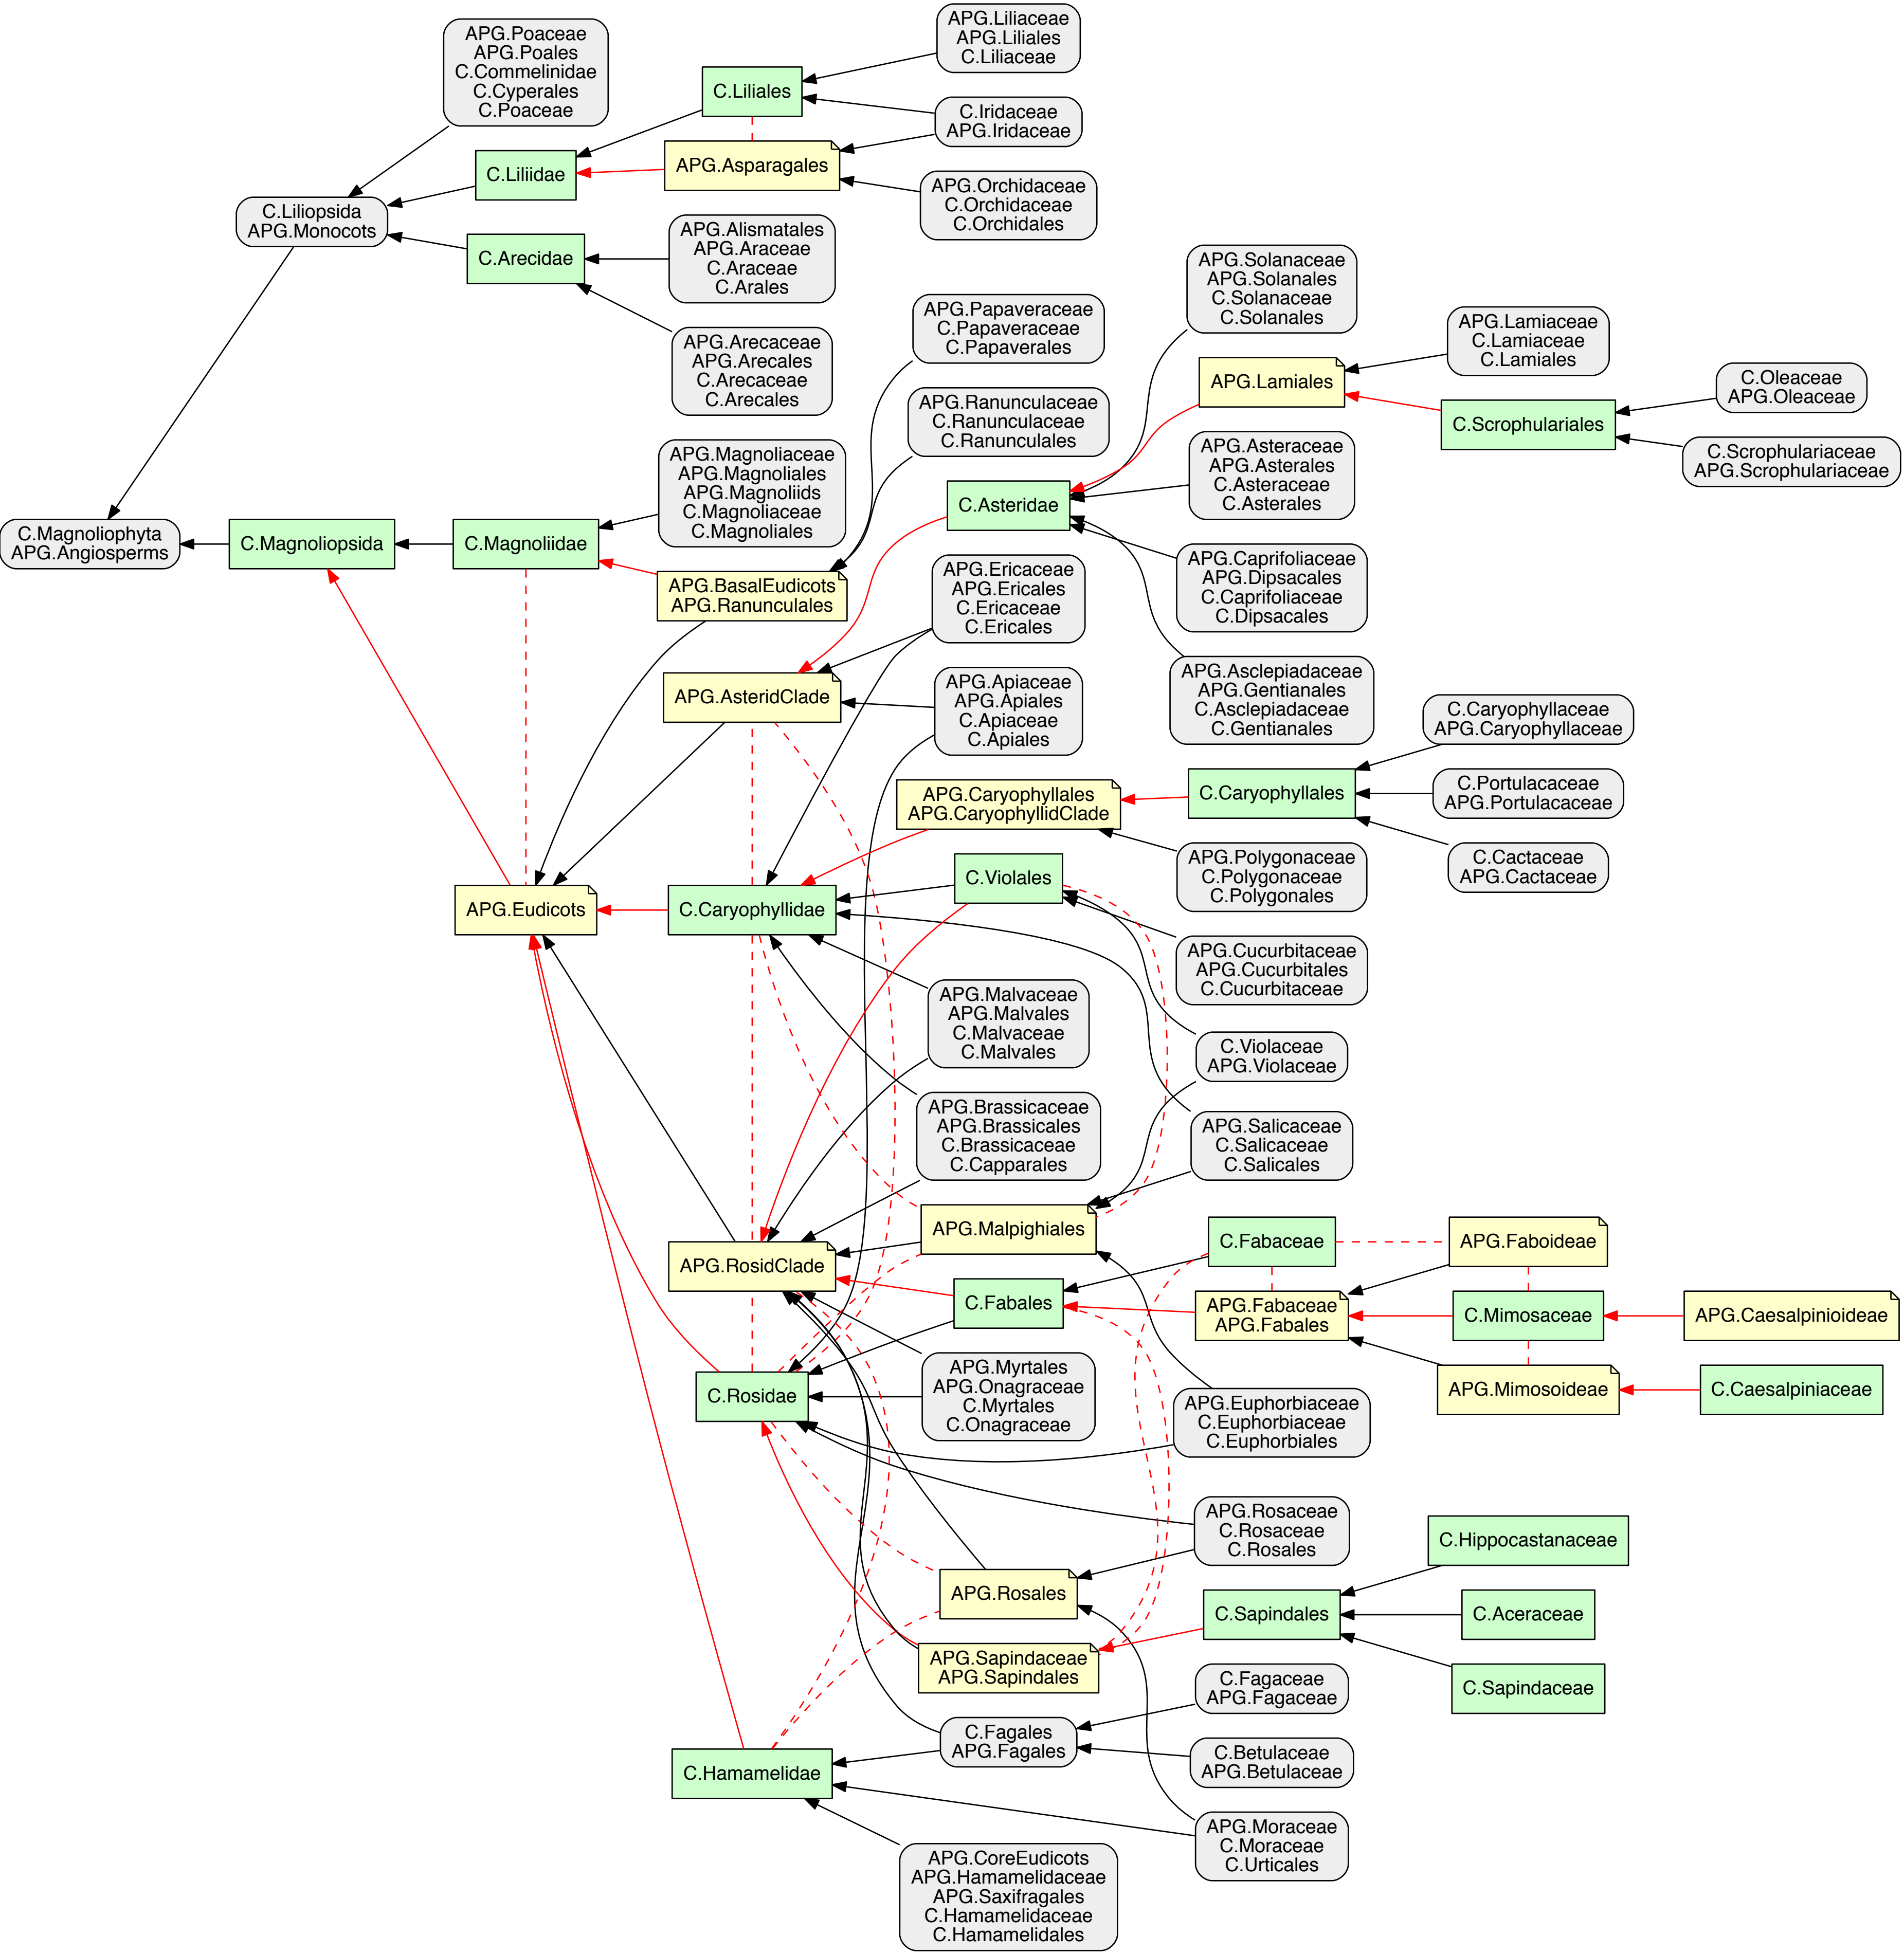 APG.Poaceae
APG.Poales
C.Commelinidae
C.Cyperales
C.Poaceae
C.Liliales
APG.Liliaceae
APG.Liliales
C.Liliaceae
C.Iridaceae
APG.Iridaceae
C.Liliidae
APG.Asparagales
APG.Orchidaceae
C.Orchidaceae
C.Orchidales
C.Liliopsida
APG.Monocots
C.Arecidae
APG.Alismatales
APG.Araceae
C.Araceae
C.Arales
APG.Arecaceae
APG.Arecales
C.Arecaceae
C.Arecales
APG.Papaveraceae
C.Papaveraceae
C.Papaverales
APG.Solanaceae
APG.Solanales
C.Solanaceae
C.Solanales
APG.Lamiaceae
C.Lamiaceae
C.Lamiales
APG.Lamiales
C.Oleaceae
APG.Oleaceae
C.Scrophulariales
C.Scrophulariaceae
APG.Scrophulariaceae
APG.Ranunculaceae
C.Ranunculaceae
C.Ranunculales
APG.Asteraceae
APG.Asterales
C.Asteraceae
C.Asterales
C.Asteridae
APG.Magnoliaceae
APG.Magnoliales
APG.Magnoliids
C.Magnoliaceae
C.Magnoliales
C.Magnoliophyta
APG.Angiosperms
C.Magnoliopsida
C.Magnoliidae
APG.BasalEudicots
APG.Ranunculales
APG.Caprifoliaceae
APG.Dipsacales
C.Caprifoliaceae
C.Dipsacales
APG.Ericaceae
APG.Ericales
C.Ericaceae
C.Ericales
APG.AsteridClade
APG.Apiaceae
APG.Apiales
C.Apiaceae
C.Apiales
APG.Asclepiadaceae
APG.Gentianales
C.Asclepiadaceae
C.Gentianales
C.Caryophyllaceae
APG.Caryophyllaceae
APG.Caryophyllales
APG.CaryophyllidClade
C.Caryophyllales
C.Portulacaceae
APG.Portulacaceae
C.Cactaceae
APG.Cactaceae
APG.Polygonaceae
C.Polygonaceae
C.Polygonales
C.Violales
APG.Eudicots
C.Caryophyllidae
APG.Cucurbitaceae
APG.Cucurbitales
C.Cucurbitaceae
APG.Malvaceae
APG.Malvales
C.Malvaceae
C.Malvales
C.Violaceae
APG.Violaceae
APG.Brassicaceae
APG.Brassicales
C.Brassicaceae
C.Capparales
APG.Salicaceae
C.Salicaceae
C.Salicales
APG.Malpighiales
APG.RosidClade
C.Fabaceae
APG.Faboideae
C.Fabales
APG.Fabaceae
APG.Fabales
C.Mimosaceae
APG.Caesalpinioideae
APG.Mimosoideae
C.Caesalpiniaceae
C.Rosidae
APG.Myrtales
APG.Onagraceae
C.Myrtales
C.Onagraceae
APG.Euphorbiaceae
C.Euphorbiaceae
C.Euphorbiales
APG.Rosaceae
C.Rosaceae
C.Rosales
C.Hippocastanaceae
APG.Rosales
C.Sapindales
C.Aceraceae
APG.Sapindaceae
APG.Sapindales
C.Sapindaceae
C.Fagaceae
APG.Fagaceae
C.Fagales
APG.Fagales
C.Betulaceae
APG.Betulaceae
C.Hamamelidae
APG.Moraceae
C.Moraceae
C.Urticales
APG.CoreEudicots
APG.Hamamelidaceae
APG.Saxifragales
C.Hamamelidaceae
C.Hamamelidales